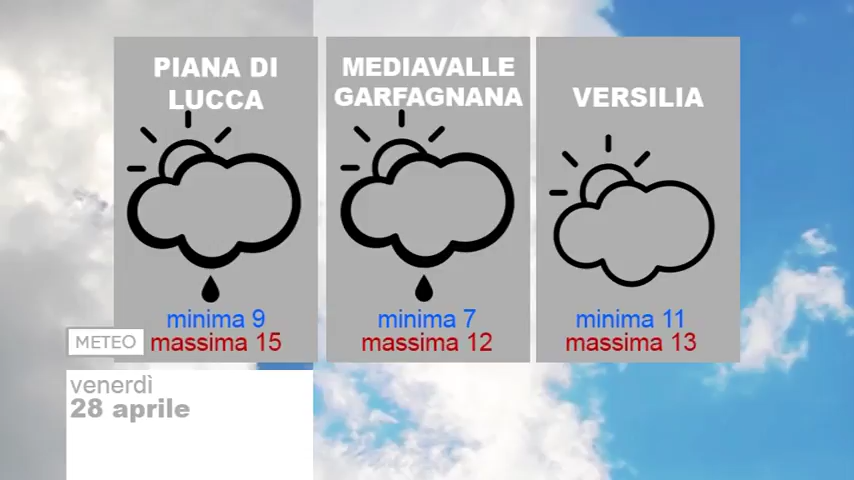 PIANA DI
LUCCA
minima 9
massima 15
MEDIAVALLE
GARFAGNANA
minima 7
massima 12
VERSILIA
minima 11
massima 13
METEO
venerdì
28 aprile